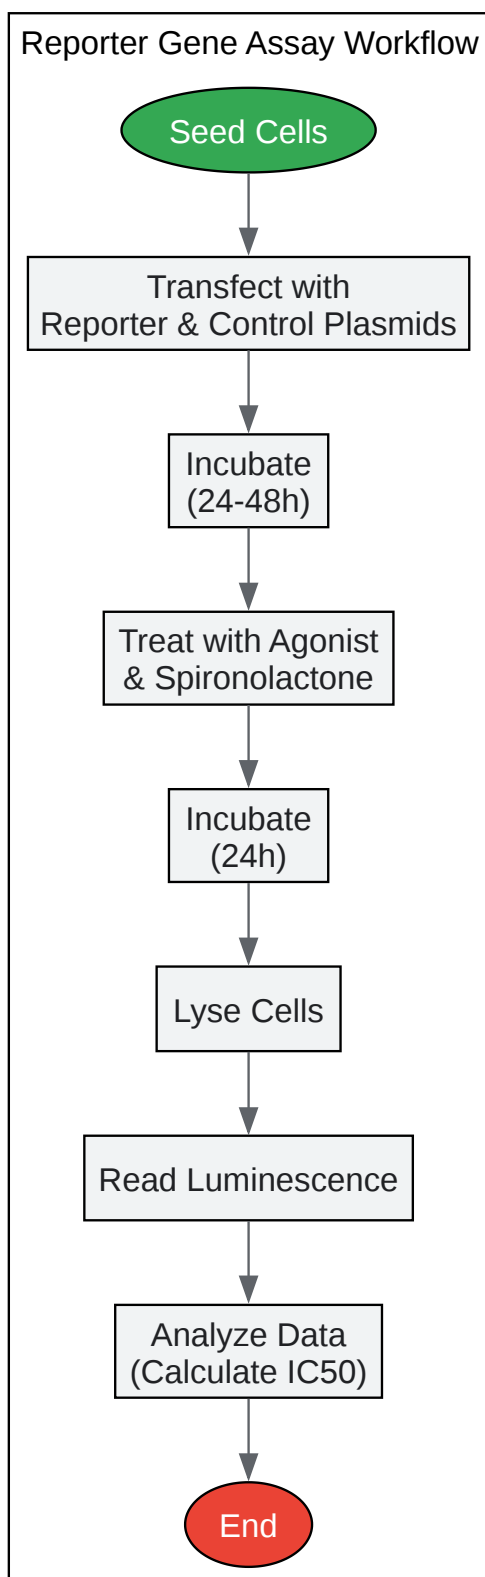 Reporter Gene Assay Workflow
Seed Cells
Transfect with
Reporter & Control Plasmids
Incubate
(24-48h)
Treat with Agonist
& Spironolactone
Incubate
(24h)
Lyse Cells
Read Luminescence
Analyze Data
(Calculate IC50)
End